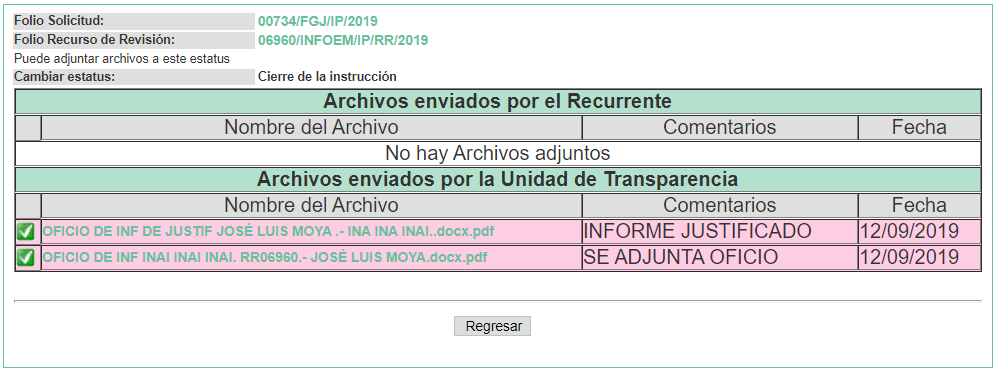 Folio Solicitud: 00734/FGJ/IP/2019
Folio Recurso de Revisión: 06960/INFOEM/IP/RR/2019
Puede adjuntar archivos a este estatus
Cambiar estatus: Cierre de la instrucción
Archivos enviados por el Recurrente
Nombre del Archivo Comentarios Fecha
No hay Archivos adjuntos
Archivos enviados por la Unidad de Transparencia
Nombre del Archivo Comentarios Fecha
OFICIO DE INF DE JUSTIF JOSÉ LUIS MOYA .- INA INA INAI..docx.pdf INFORME JUSTIFICADO 12/09/2019
OFICIO DE INF INAI INAI INAI. RR06960.- JOSÉ LUIS MOYA.docx.pdf SE ADJUNTA OFICIO 12/09/2019
Regresar